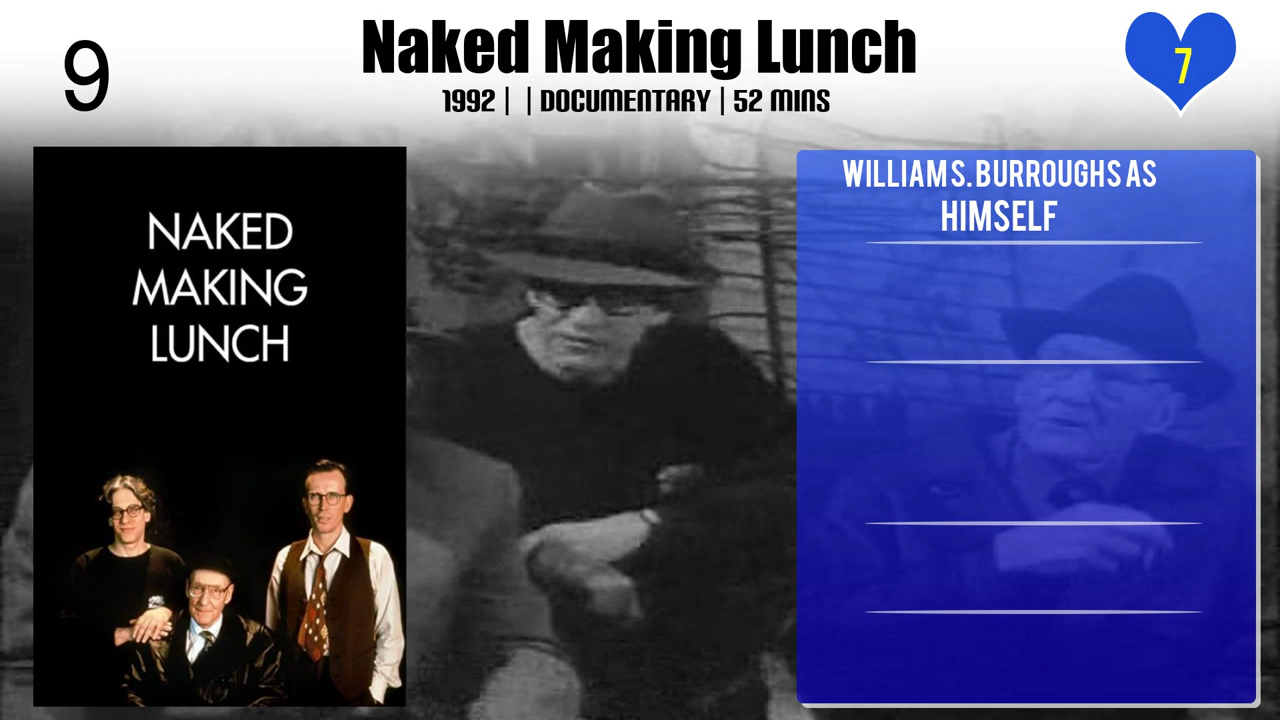 9
Naked Making Lunch
7
1992 | | DOCUMENTARY | 52 MINS
NAKED
MAKING
LUNCH
WILLIAM S. BURROUGHS AS
HIMSELF